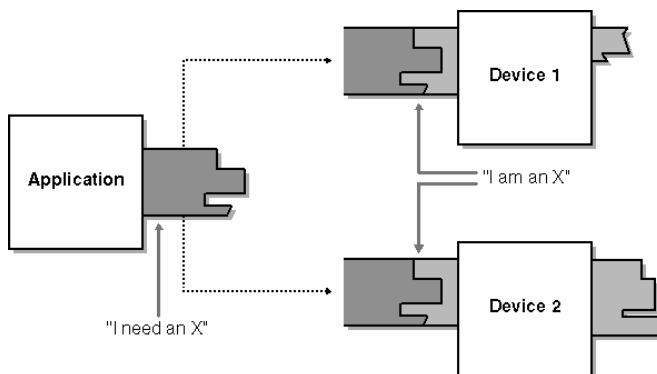 Device 1
Application
"I am an X"
"I need an X"
Device 2